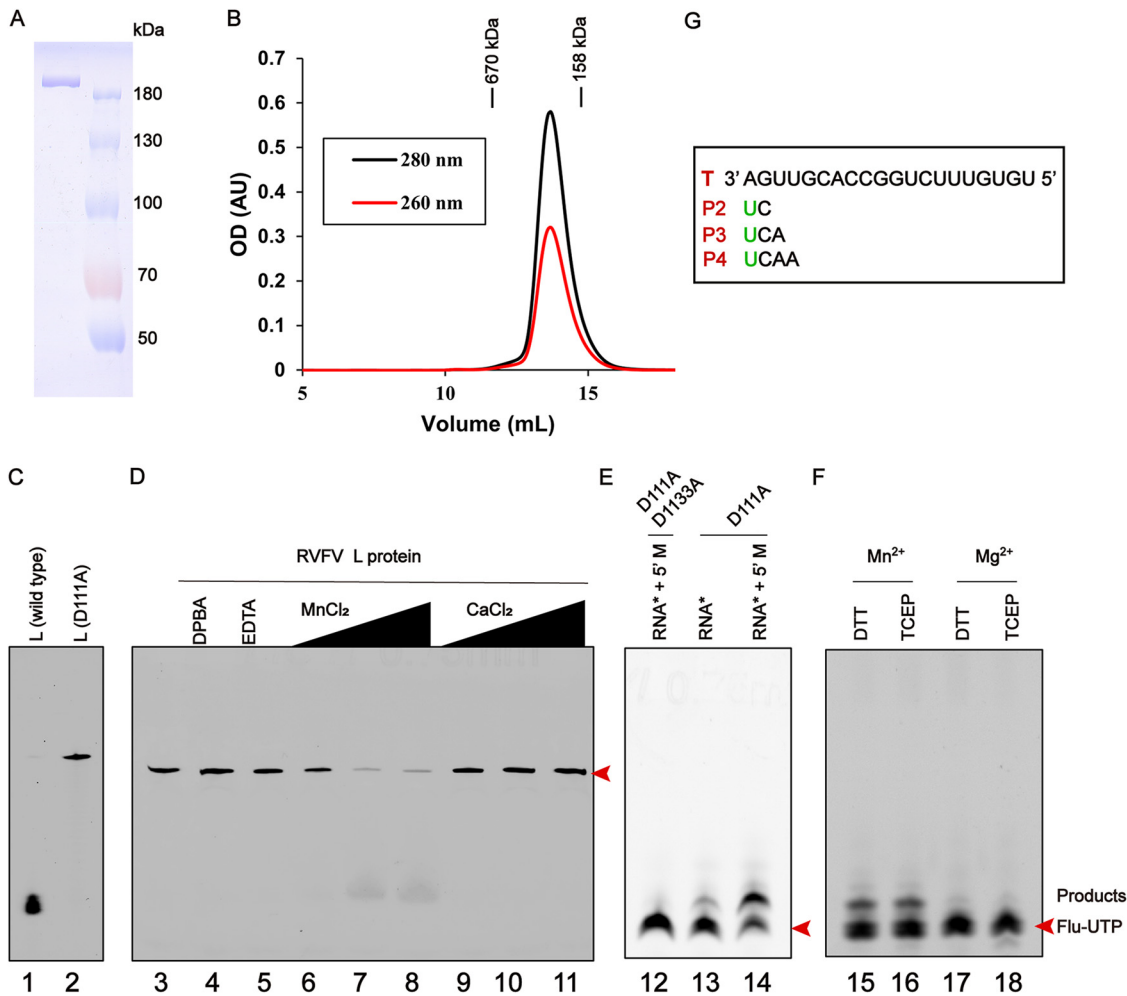 A
kDa
180
130
100
70
50
B
670 kDa
158 kDa
0.7
0.6
0.5
0.4
0.3
0.2
0.1
0
280 nm
260 nm
OD (AU)
5
10
15
Volume (mL)
G
T 3’ AGUUGCACCGGUCUUUGUGU 5’
P2 UC
P3 UCA
P4 UCAA
C
L (wild type)
L (D111A)
1 2
D
RVFV L protein
DPBA
EDTA
MnCl₂
CaCl₂
3 4 5 6 7 8 9 10 11
E
D111A
D1133A
D111A
RNA* + 5’ M
RNA*
RNA* + 5’ M
12 13 14
F
Mn²⁺ Mg²⁺
DTT
TCEP
DTT
TCEP
Products
Flu-UTP
15 16 17 18